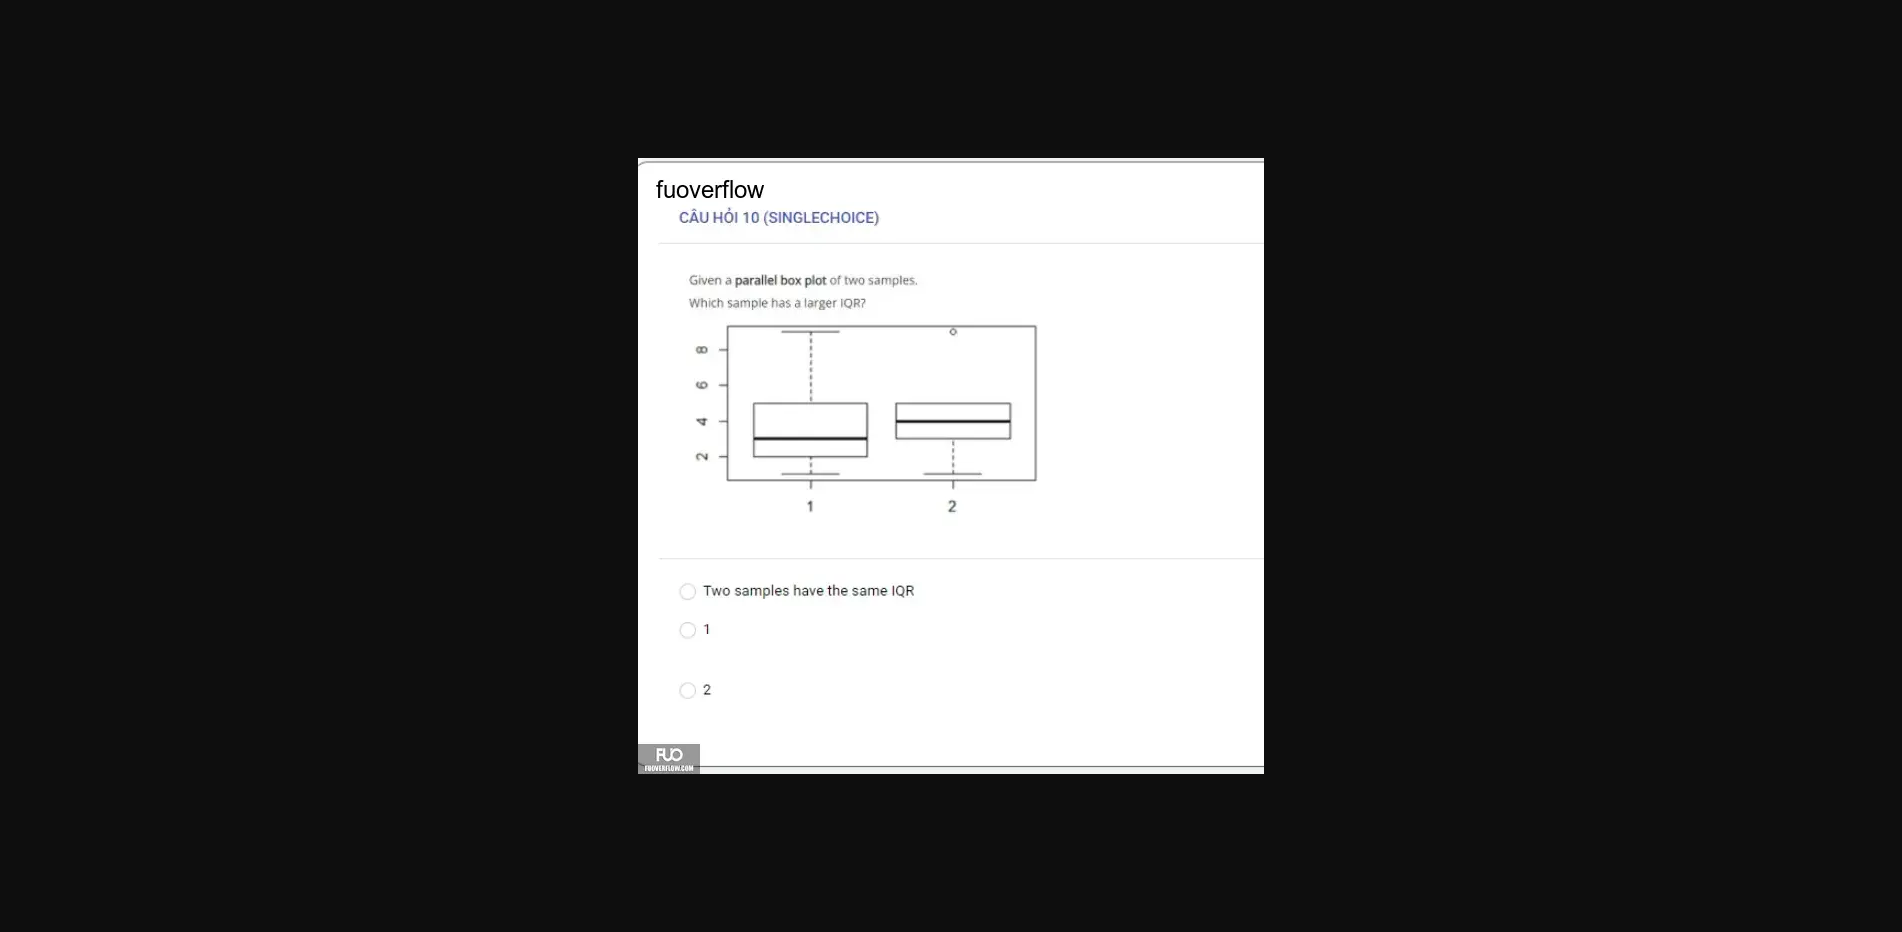 fuoverflow
CÂU HỎI 10 (SINGLECHOICE)
Given a parallel box plot of two samples.
Which sample has a larger IQR?
8
6
4
2
1
2
Two samples have the same IQR
1
2
FUO
FUOVERFLOW.COM